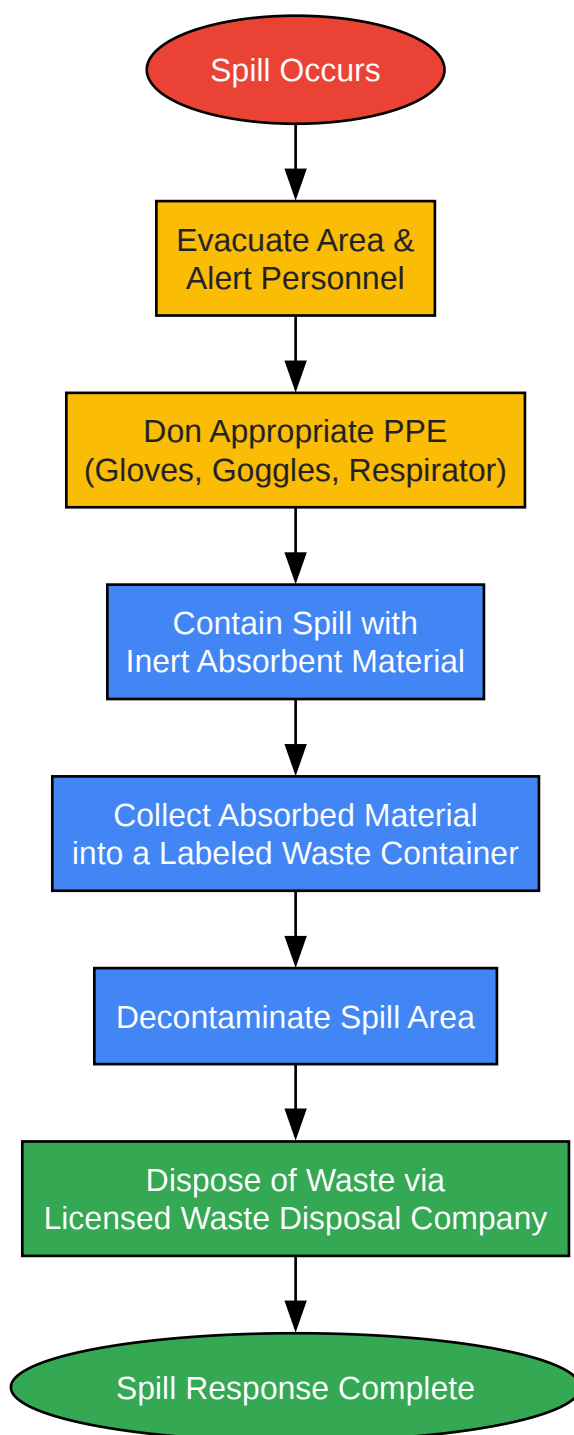 Spill Occurs
Evacuate Area &
Alert Personnel
Don Appropriate PPE
(Gloves, Goggles, Respirator)
Contain Spill with
Inert Absorbent Material
Collect Absorbed Material
into a Labeled Waste Container
Decontaminate Spill Area
Dispose of Waste via
Licensed Waste Disposal Company
Spill Response Complete